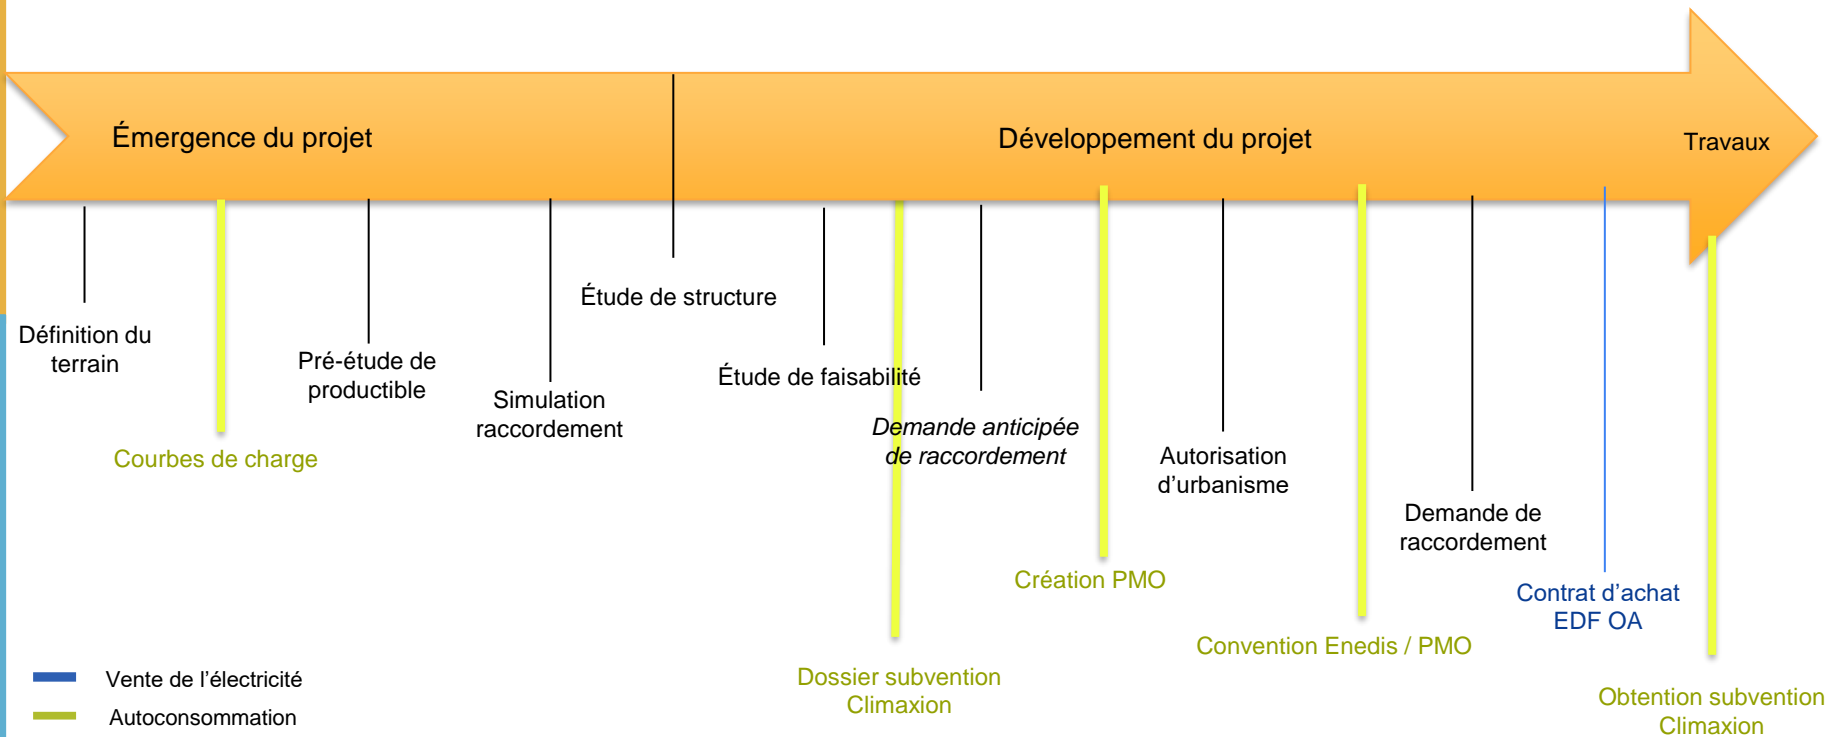 Émergence du projet
Développement du projet
Travaux
Définition du
terrain
Courbes de charge
Pré-étude de
productible
Simulation
raccordement
Étude de structure
Étude de faisabilité
Dossier subvention
Climaxion
Demande anticipée
de raccordement
Création PMO
Autorisation
d’urbanisme
Convention Enedis / PMO
Demande de
raccordement
Contrat d’achat
EDF OA
Obtention subvention
Climaxion
Vente de l’électricité
Autoconsommation